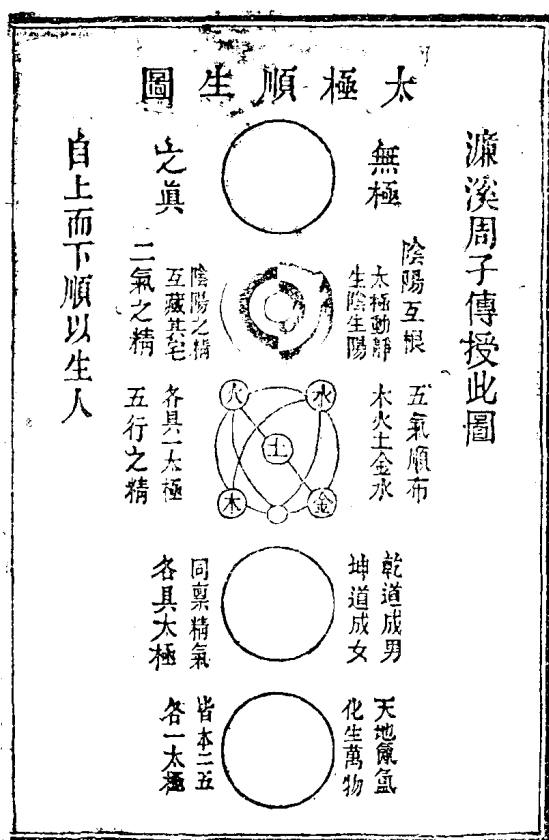 太極順生圖
濂溪周子傳授此圖
無極
之眞
陰陽互根
太極動靜
生陰生陽
陰陽之精
互藏其宅
二氣之精
五氣順布
木火土金水
水
火
土
金
木
各具一太極
五行之精
乾道成男
坤道成女
同禀精氣
各具太極
天地氤氳
化生萬物
皆本二五
各一太極
自上而下順以生人